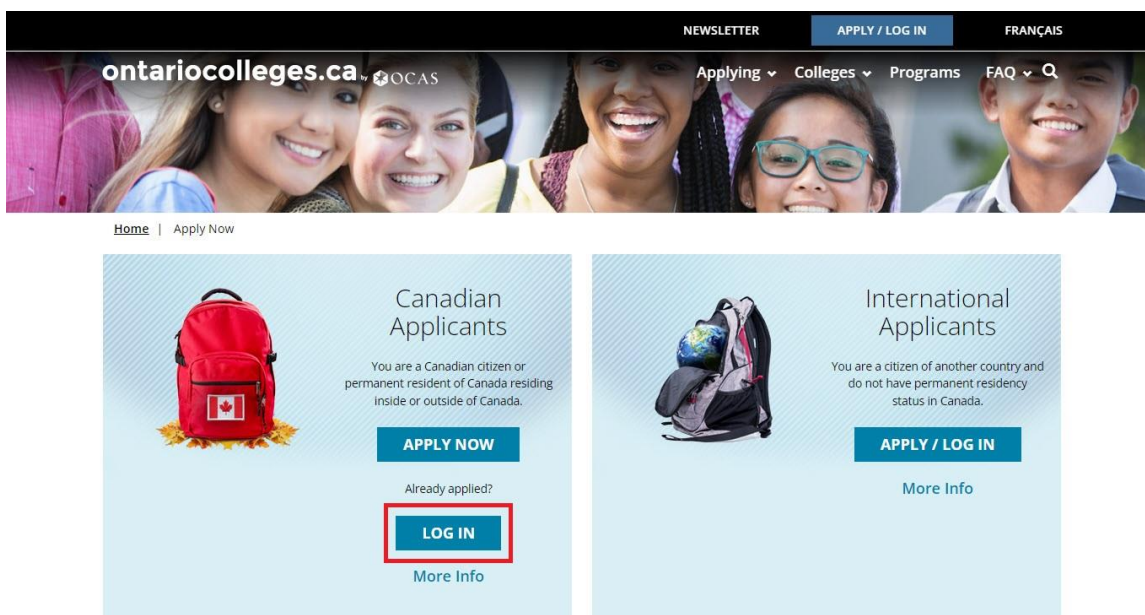 NEWSLETTER APPLY / LOG IN FRANÇAIS
ontariocolleges.ca by OCAS Applying Colleges Programs FAQ
Home | Apply Now
Canadian
Applicants
You are a Canadian citizen or
permanent resident of Canada residing
inside or outside of Canada.
APPLY NOW
Already applied?
LOG IN
More Info
International
Applicants
You are a citizen of another country and
do not have permanent residency
status in Canada.
APPLY / LOG IN
More Info